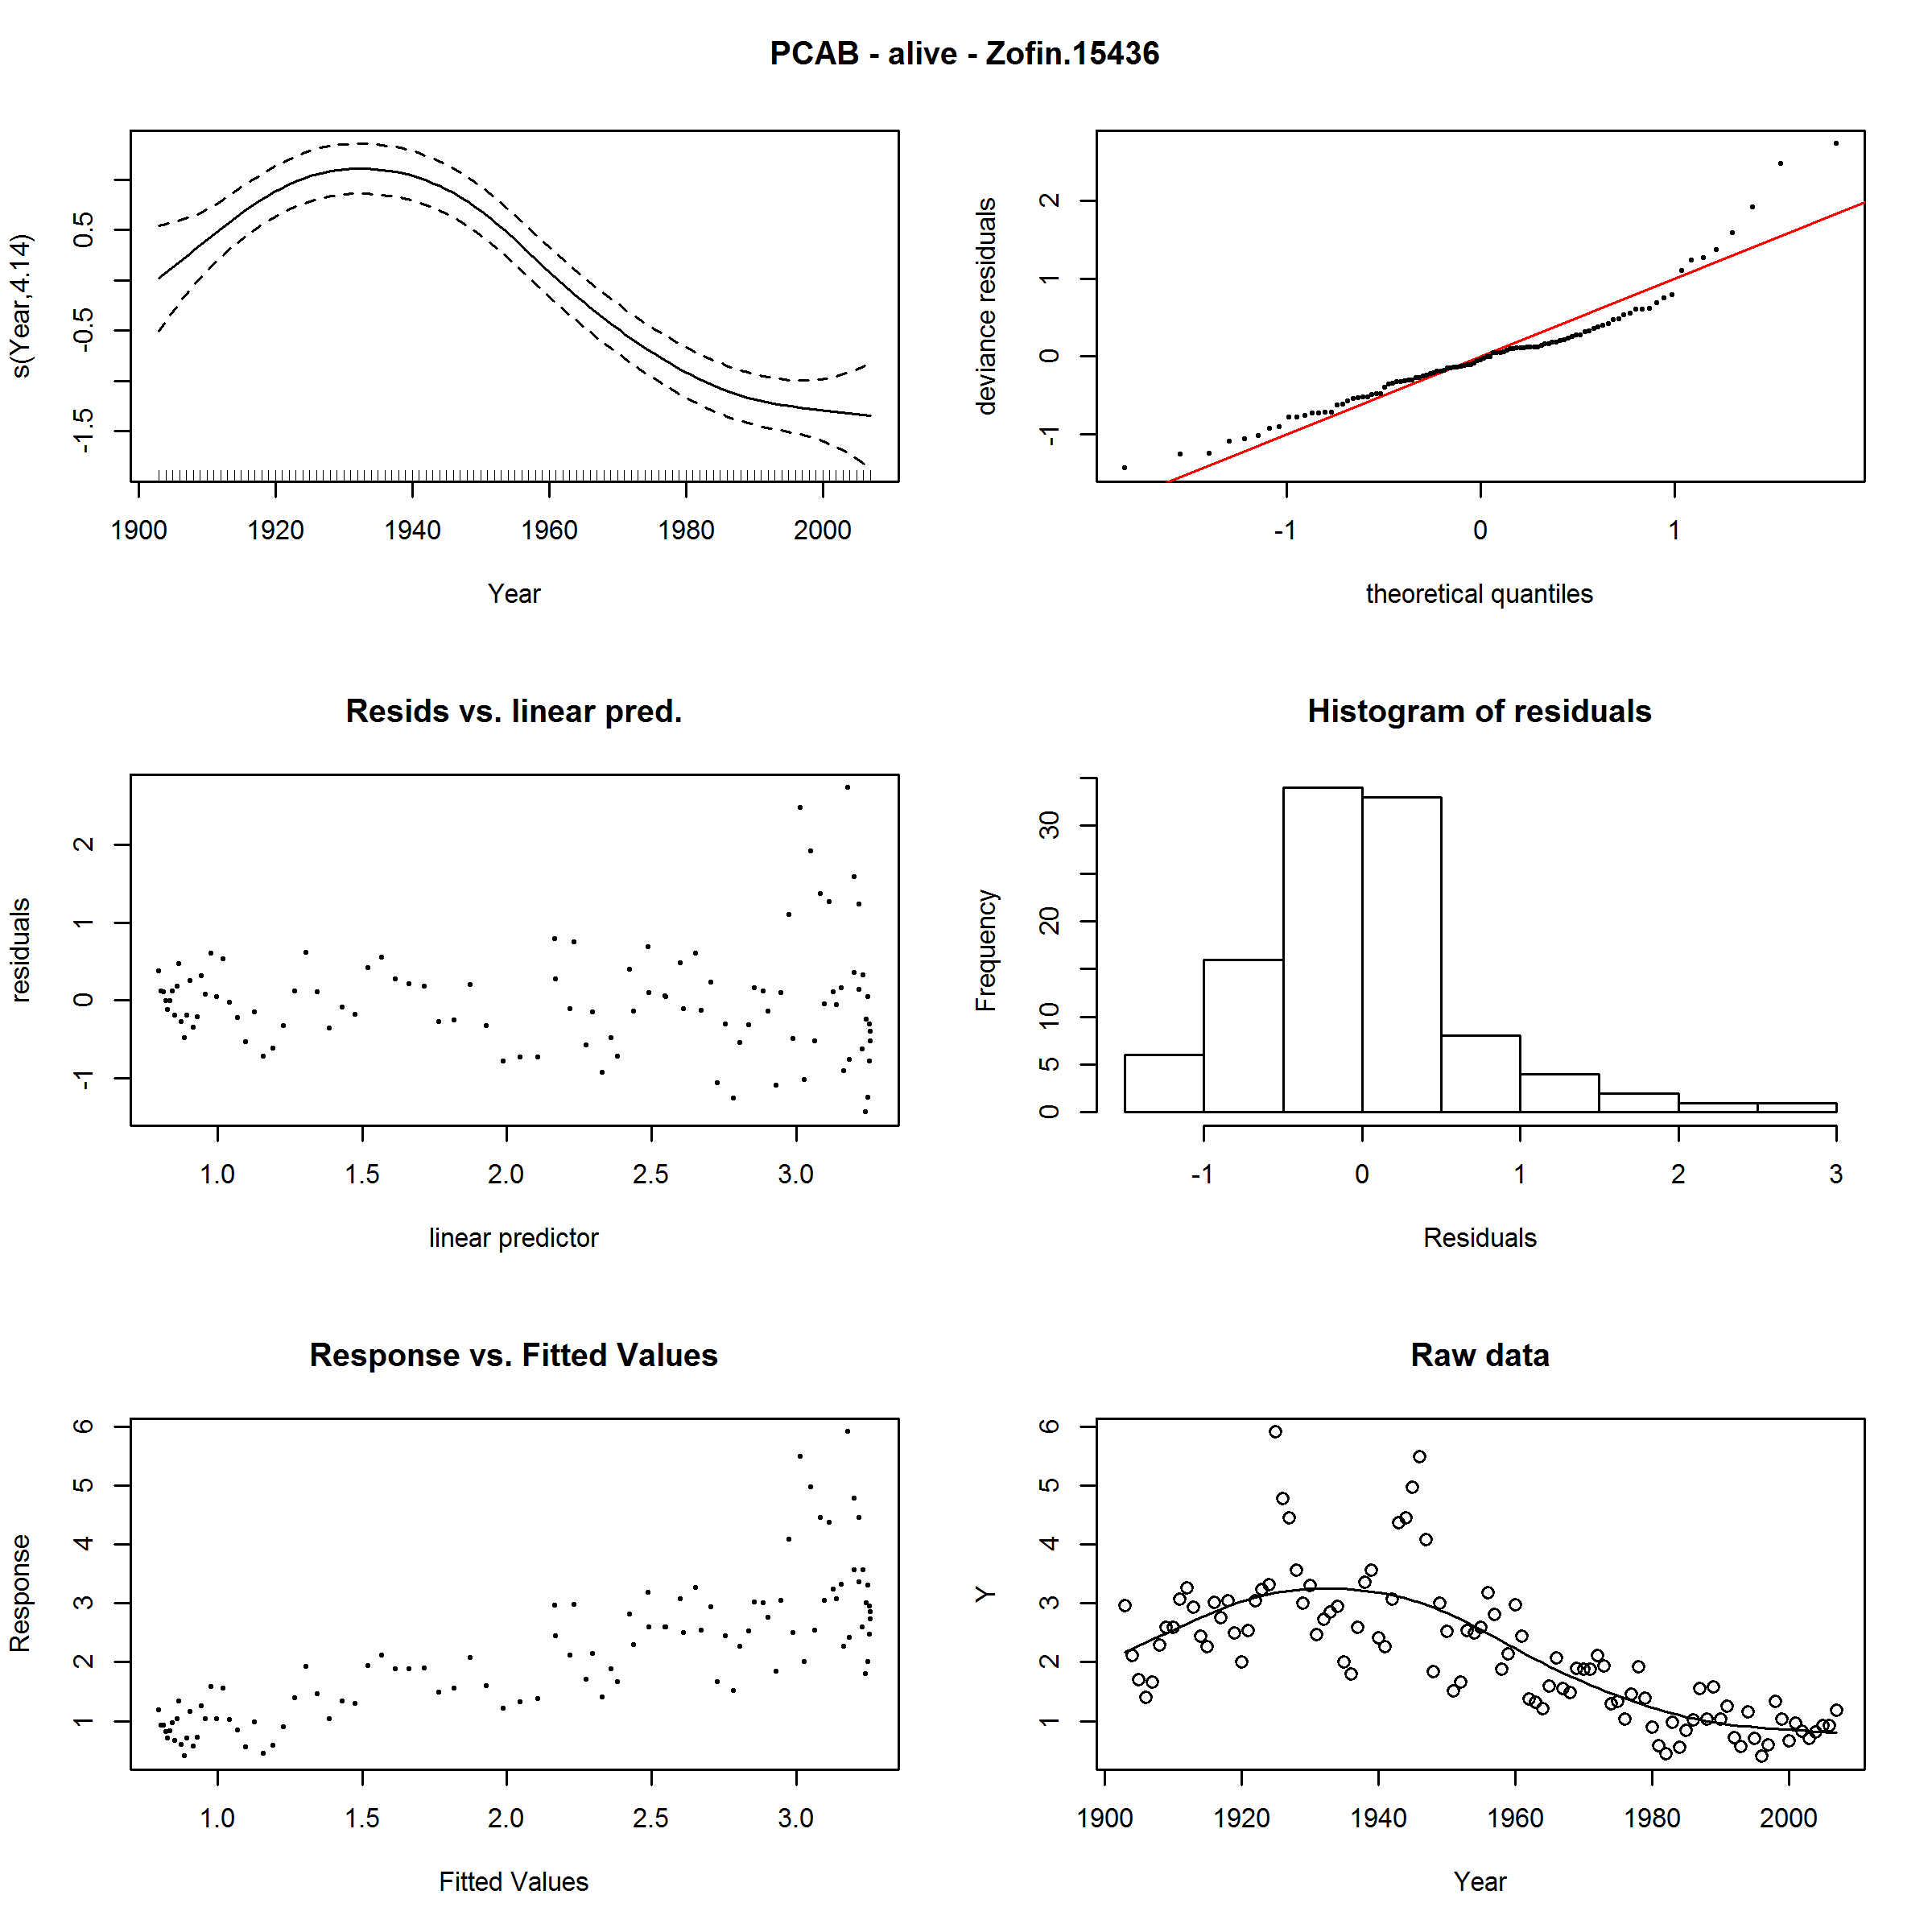 PCAB - alive - Zofin.15436
s(Year,4.14)
0.5
-0.5
-1.5
1900 1920 1940 1960 1980 2000
Year
deviance residuals
2
1
0
-1
-1 0 1
theoretical quantiles
Resids vs. linear pred.
residuals
2
1
0
-1
1.0 1.5 2.0 2.5 3.0
linear predictor
Histogram of residuals
Frequency
30
20
10
5
0
-1 0 1 2 3
Residuals
Response vs. Fitted Values
Response
6
5
4
3
2
1
1.0 1.5 2.0 2.5 3.0
Fitted Values
Raw data
Y
6
5
4
3
2
1
1900 1920 1940 1960 1980 2000
Year